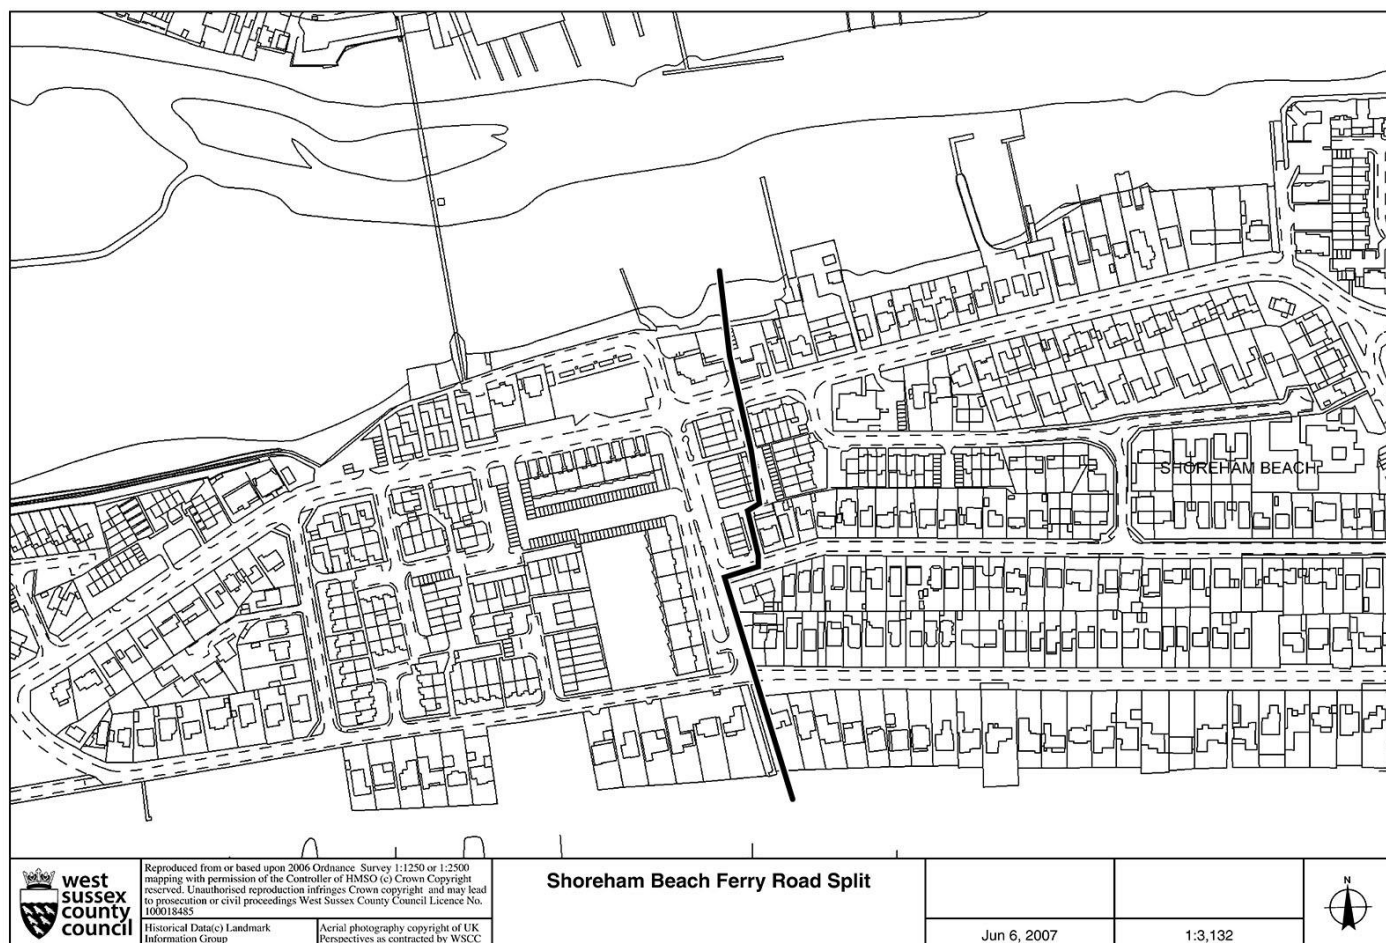 SHOREHAM BEACH
west
sussex
county
council
Reproduced from or based upon 2006 Ordnance Survey 1:1250 or 1:2500
mapping with permission of the Controller of HMSO (c) Crown Copyright
reserved. Unauthorised reproduction infringes Crown copyright and may lead
to prosecution or civil proceedings West Sussex County Council Licence No.
100018485
Historical Data(c) Landmark
Information Group
Aerial photography copyright of UK
Perspectives as contracted by WSCC
Shoreham Beach Ferry Road Split
Jun 6, 2007
1:3,132
N